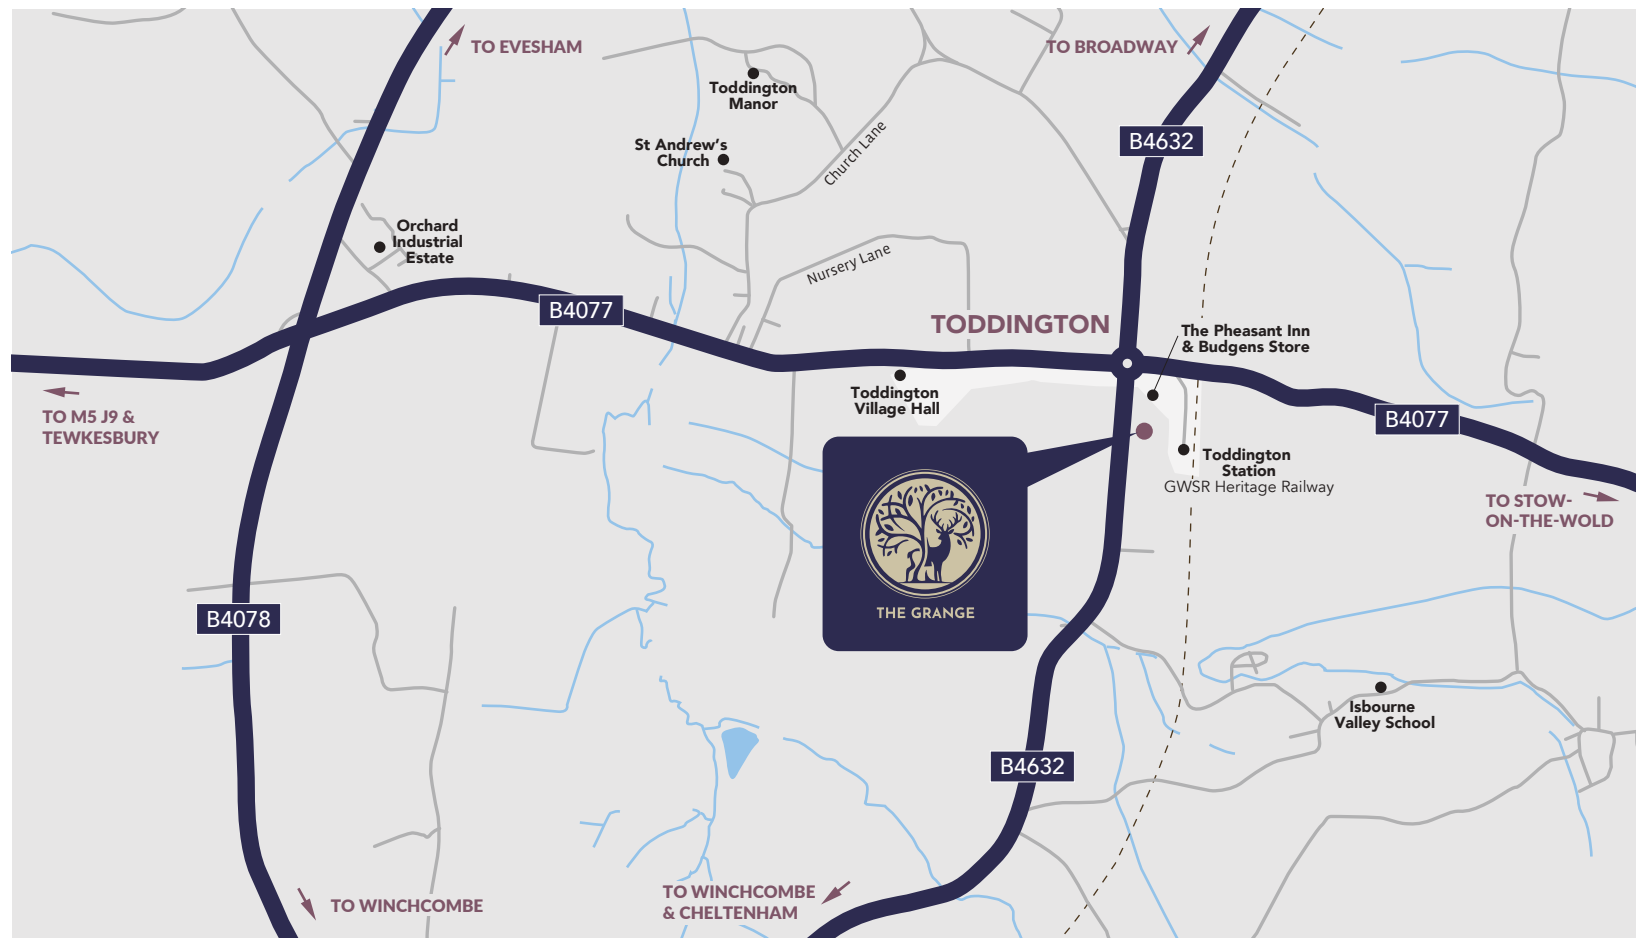 TO EVESHAM
TO BROADWAY
Toddington
Manor
B4632
St Andrew's
Church
Church Lane
Orchard
Industrial
Estate
Nursery Lane
B4077
TODDINGTON
The Pheasant Inn
& Budgens Store
Toddington
Village Hall
TO M5 J9 &
TEWKESBURY
B4077
Toddington
Station
GWSR Heritage Railway
TO STOW-
ON-THE-WOLD
THE GRANGE
B4078
Isbourne
Valley School
B4632
TO WINCHCOMBE
TO WINCHCOMBE
& CHELTENHAM